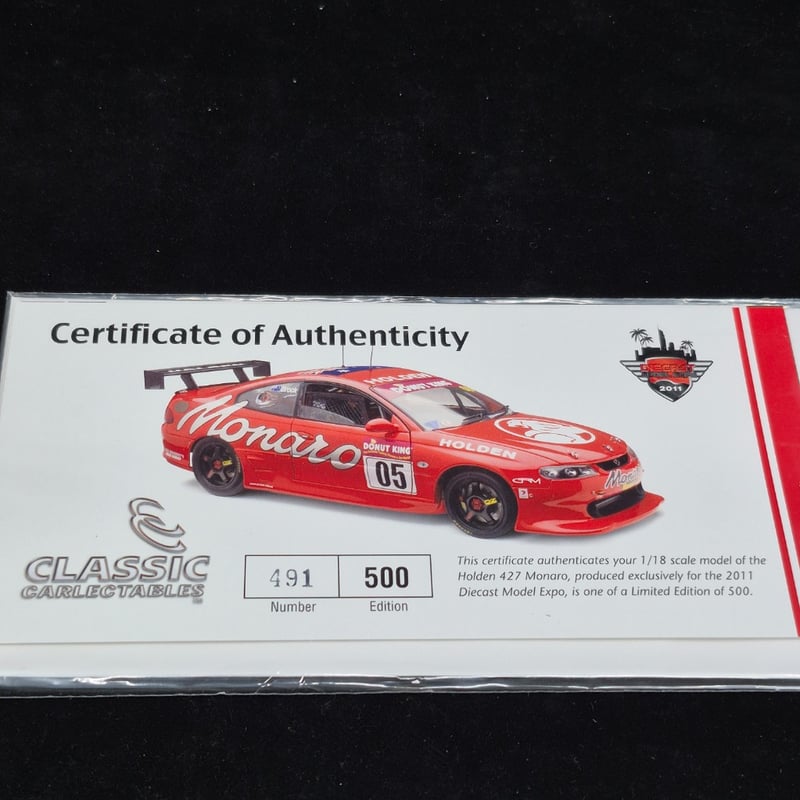 Certificate of Authenticity
2011
HOLDEN
Monaro
DONUT KING
05
HOLDEN
GRM
CLASSIC
CARLECTABLES
491 500
Number Edition
This certificate authenticates your 1/18 scale model of the
Holden 427 Monaro, produced exclusively for the 2011
Diecast Model Expo, is one of a Limited Edition of 500.